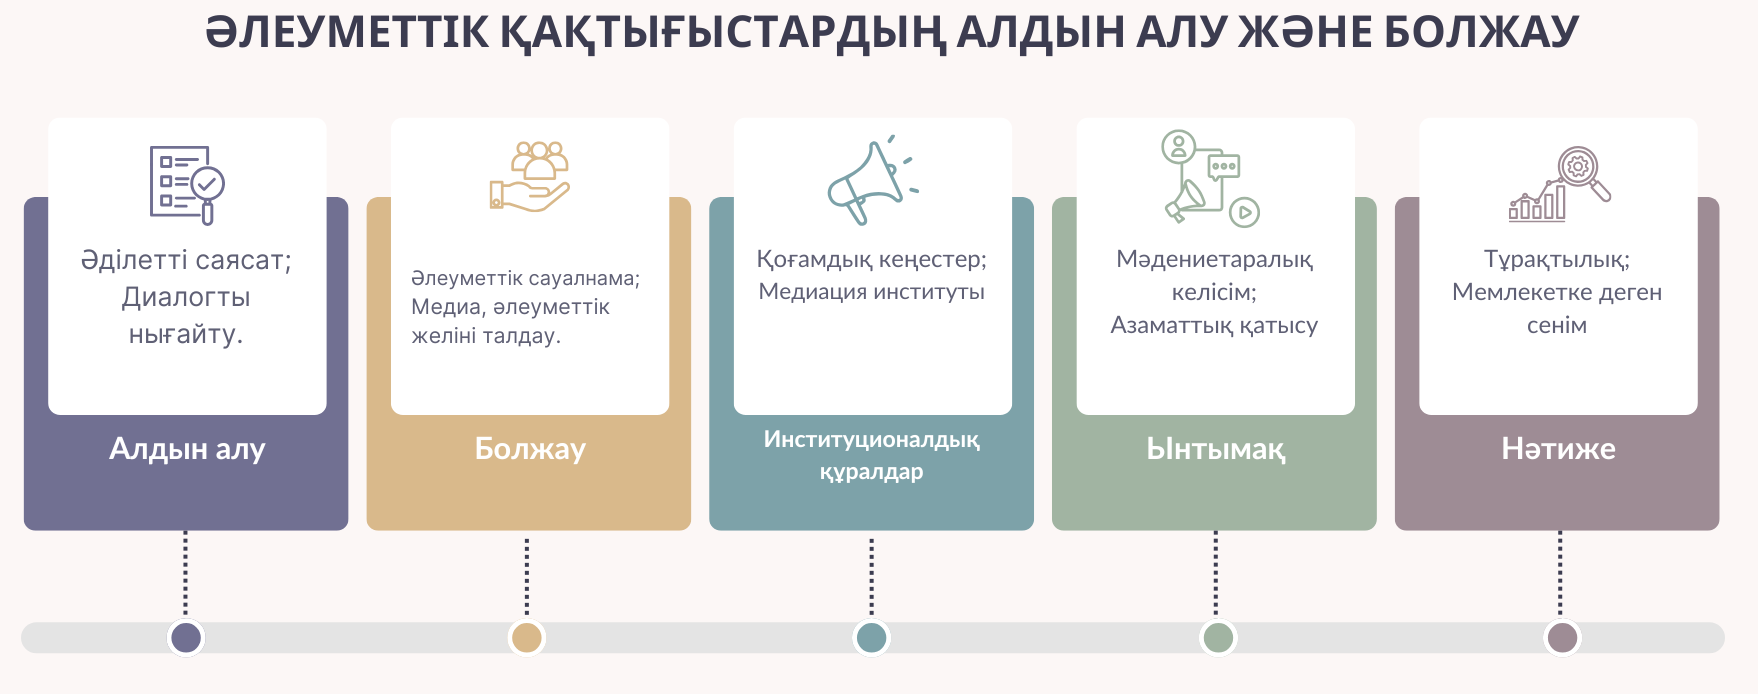 ӘЛЕУМЕТТІК ҚАҚТЫҒЫСТАРДЫҢ АЛДЫН АЛУ ЖӘНЕ БОЛЖАУ
Әділетті саясат;
Диалогты
нығайту.
Алдын алу
Әлеуметтік сауалнама;
Медиа, әлеуметтік
желіні талдау.
Болжау
Қоғамдық кеңестер;
Медиация институты
Институционалдық
құралдар
Мәдениетаралық
келісім;
Азаматтық қатысу
Ынтымақ
Тұрақтылық;
Мемлекетке деген
сенім
Нәтиже